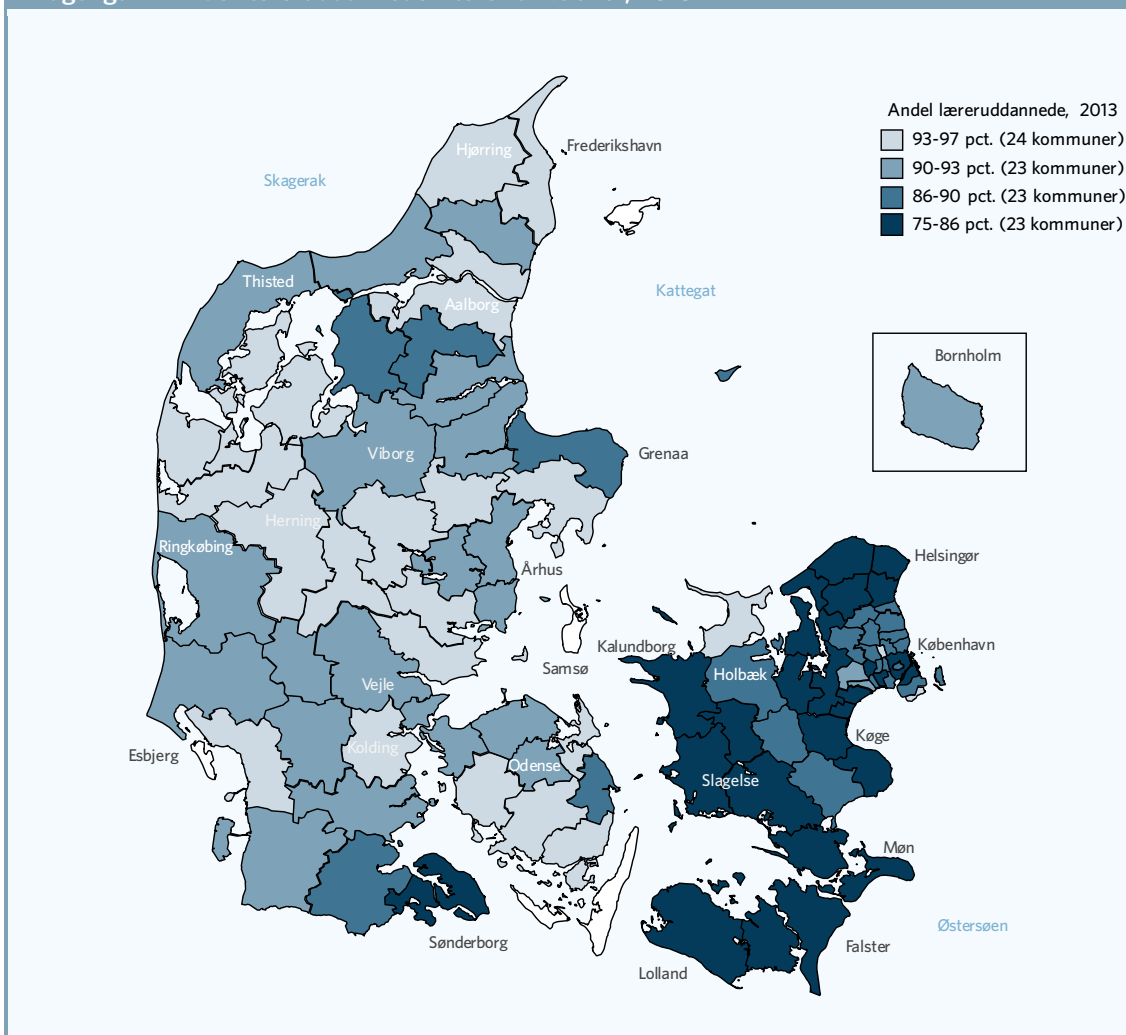 Andel læreruddannede, 2013
93-97 pct. (24 kommuner)
90-93 pct. (23 kommuner)
86-90 pct. (23 kommuner)
75-86 pct. (23 kommuner)
Hjørring
Frederikshavn
Skagerak
Thisted
Aalborg
Kattegat
Bornholm
Viborg
Grenaa
Herning
Ringkøbing
Århus
Helsingør
Kalundborg
København
Samsø
Holbæk
Vejle
Esbjerg
Kolding
Odense
Køge
Slagelse
Møn
Østersøen
Sønderborg
Falster
Lolland